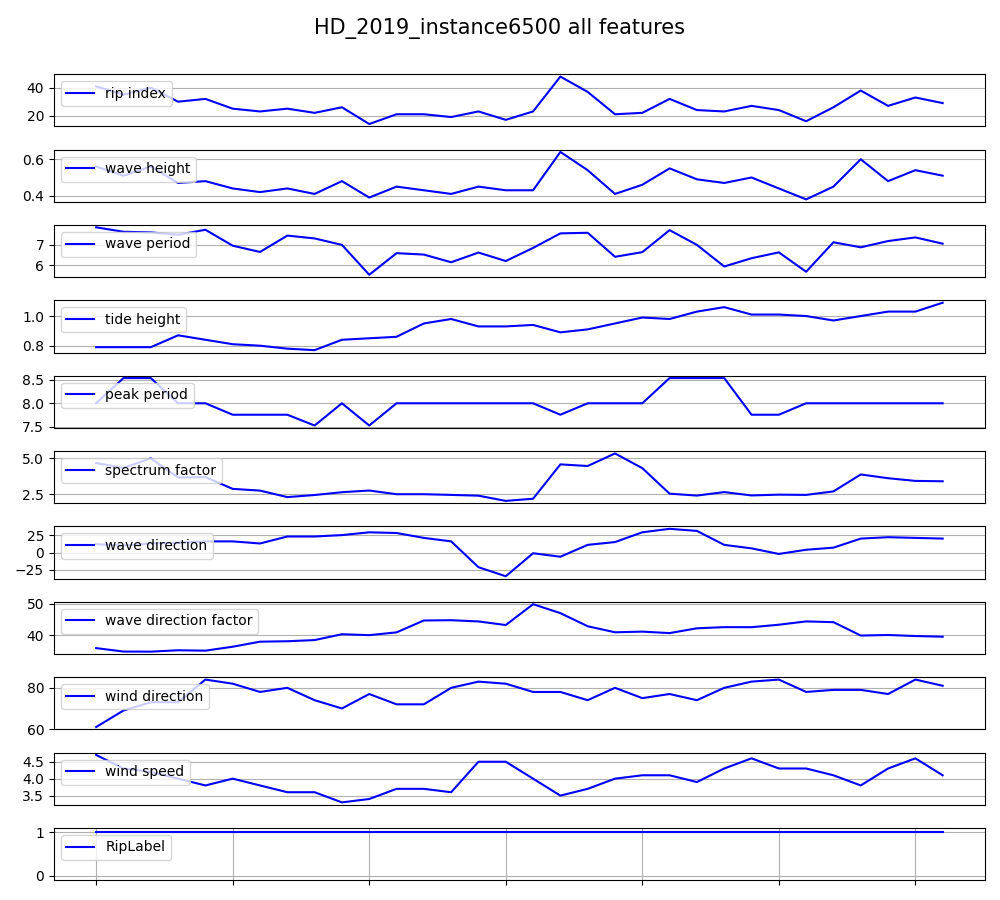 HD_2019_instance6500 all features
40
20
rip index
0.6
0.4
wave height
7
6
wave period
1.0
0.8
tide height
8.5
8.0
7.5
peak period
5.0
2.5
spectrum factor
25
0
−25
wave direction
50
40
wave direction factor
80
60
wind direction
4.5
4.0
3.5
wind speed
1
0
RipLabel